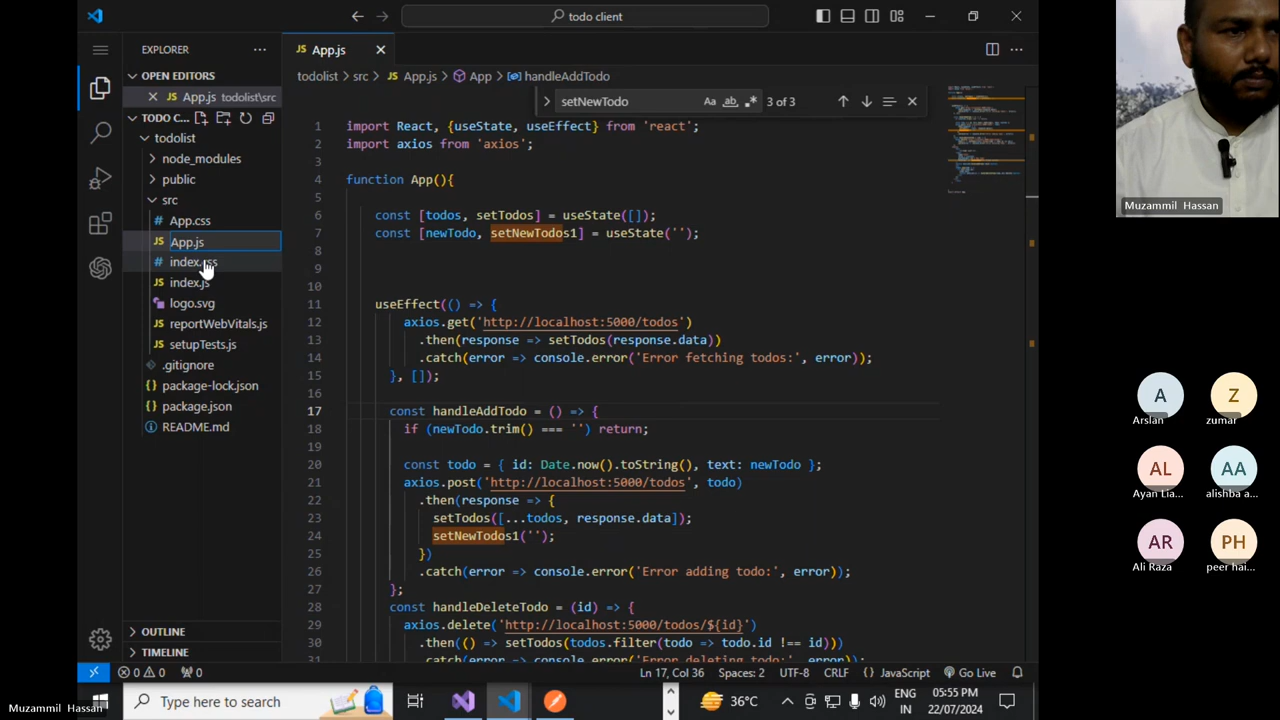 todo client
EXPLORER
App.js
OPEN EDITORS
App.js todolist\src
todolist > src > App.js > App > handleAddTodo
TODO C...
setNewTodo
3 of 3
todolist
node_modules
public
src
App.css
App.js
index.css
index.js
logo.svg
reportWebVitals.js
setupTests.js
.gitignore
package-lock.json
package.json
README.md
OUTLINE
TIMELINE
1 import React, {useState, useEffect} from 'react';
2 import axios from 'axios';
3
4 function App(){
5
6 const [todos, setTodos] = useState([]);
7 const [newTodo, setNewTodos1] = useState('');
8
9
10
11 useEffect(() => {
12 axios.get('http://localhost:5000/todos')
13 .then(response => setTodos(response.data))
14 .catch(error => console.error('Error fetching todos:', error));
15 }, []);
16
17 const handleAddTodo = () => {
18 if (newTodo.trim() === '') return;
19
20 const todo = { id: Date.now().toString(), text: newTodo };
21 axios.post('http://localhost:5000/todos', todo)
22 .then(response => {
23 setTodos([...todos, response.data]);
24 setNewTodos1('');
25 })
26 .catch(error => console.error('Error adding todo:', error));
27 };
28 const handleDeleteTodo = (id) => {
29 axios.delete(`http://localhost:5000/todos/${id}`)
30 .then(() => setTodos(todos.filter(todo => todo.id !== id)))
31 .catch(error => console.error('Error deleting todo:', error));
0 0 0
Ln 17, Col 36 Spaces: 2 UTF-8 CRLF {} JavaScript Go Live
Type here to search
36°C
ENG
IN
05:55 PM
22/07/2024
Muzammil Hassan
Muzammil Hassan
A
Arslan
Z
zumar
AL
Ayan Lia...
AA
alishba a...
AR
Ali Raza
PH
peer hai...